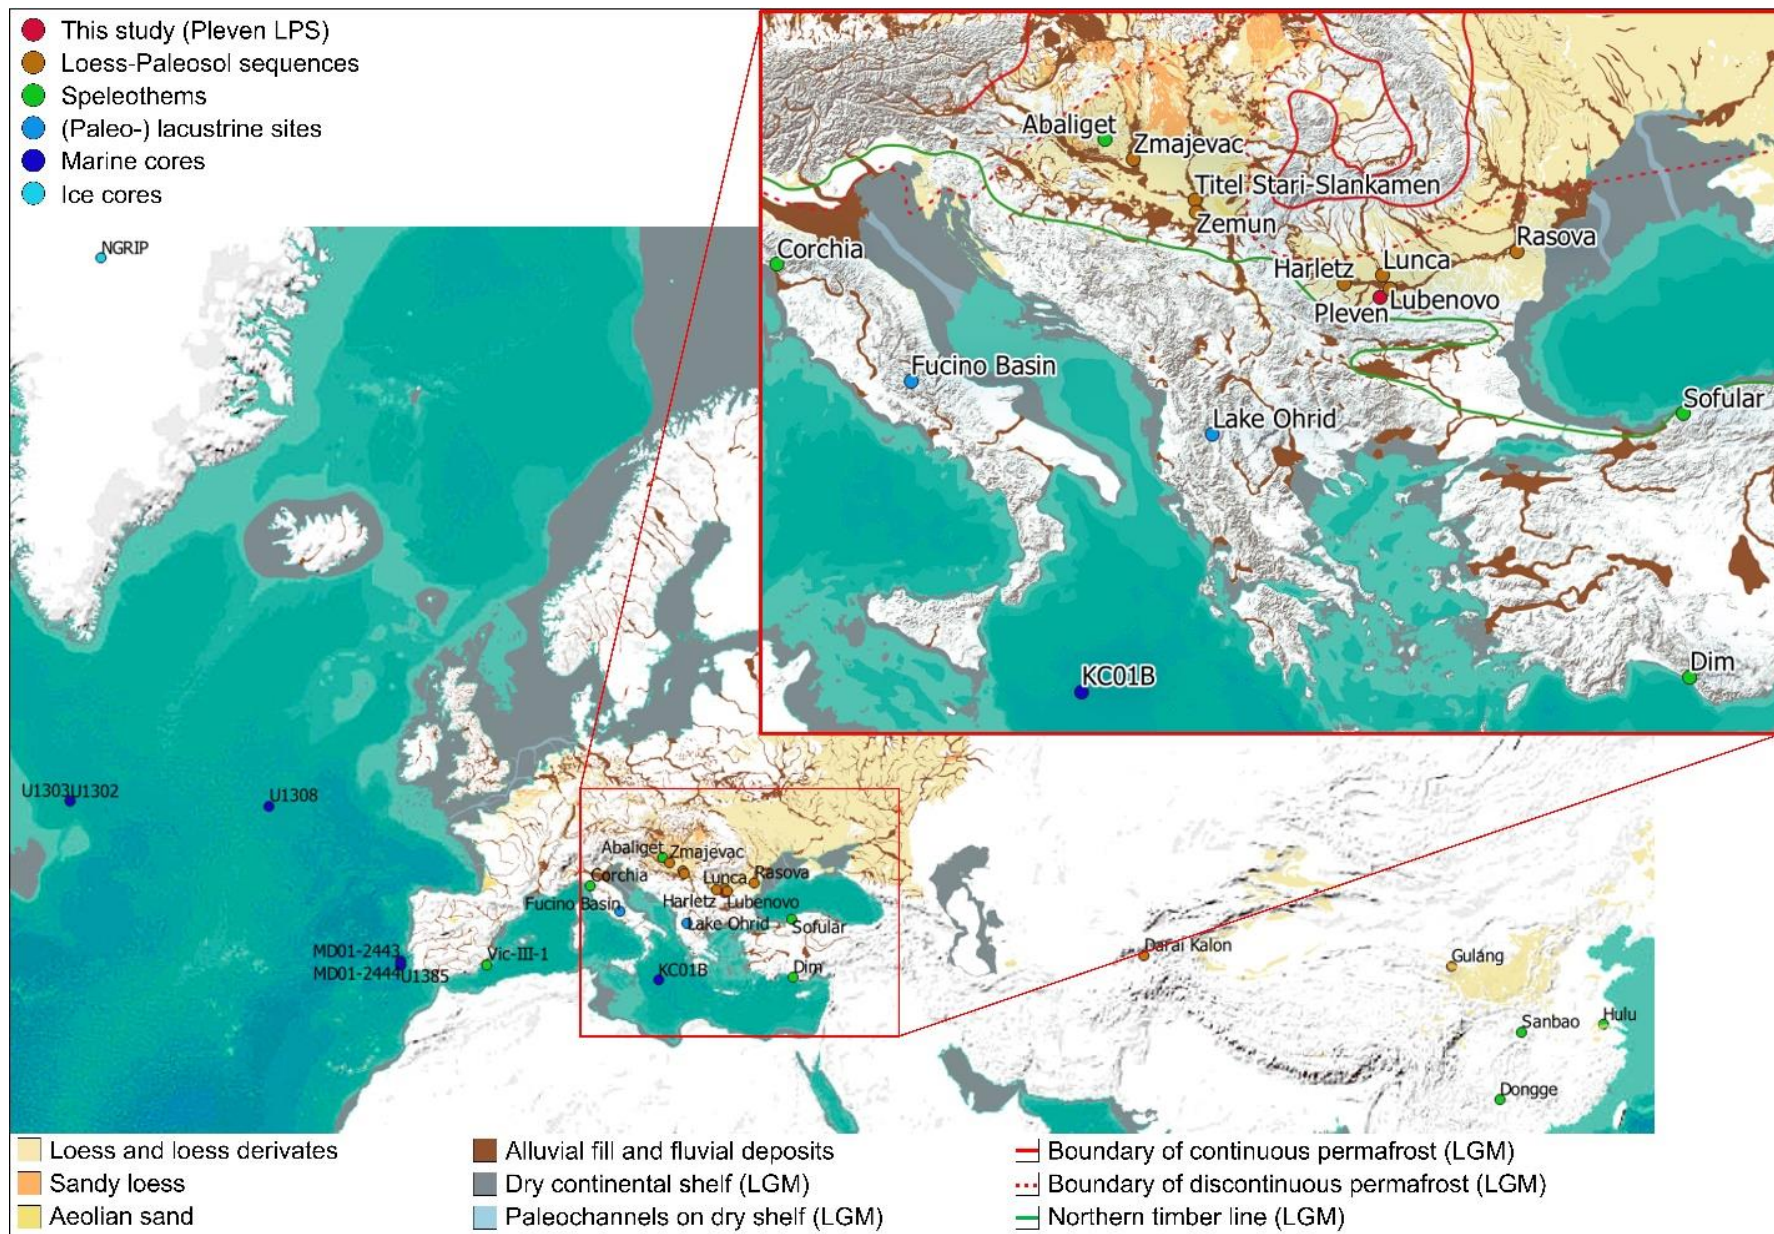 This study (Pleven LPS)
Loess-Paleosol sequences
Speleothems
(Paleo-) lacustrine sites
Marine cores
Ice cores
NGRIP
Abaliget
Zmajevac
Titel Stari-Slankamen
Zemun
Corchia
Harletz
Lunca
Rasova
Lubenovo
Pleven
Fucino Basin
Lake Ohrid
Sofular
KC01B
Dim
U1303U1302
U1308
Abaliget
Zmajevac
Corchia
Lunca
Rasova
Fucino Basin
Harletz
Lubenovo
Lake Ohrid
Sofular
MD01-2443
MD01-2444
U1385
Vic-III-1
KC01B
Dim
Darai Kalon
Gulang
Sanbao
Hulu
Dongge
Loess and loess derivates
Sandy loess
Aeolian sand
Alluvial fill and fluvial deposits
Dry continental shelf (LGM)
Paleochannels on dry shelf (LGM)
Boundary of continuous permafrost (LGM)
Boundary of discontinuous permafrost (LGM)
Northern timber line (LGM)